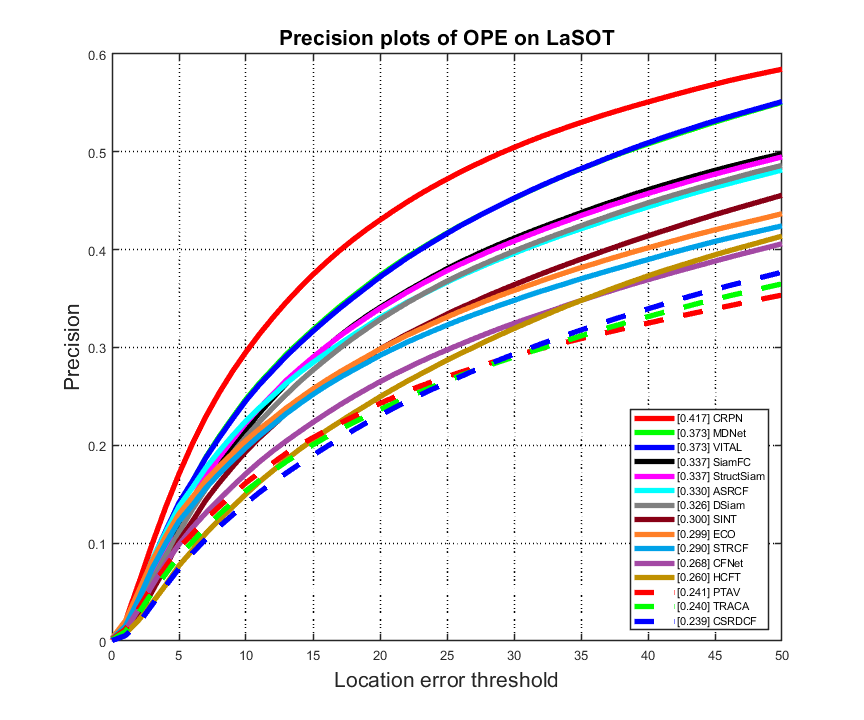 Precision plots of OPE on LaSOT
0.6
0.5
0.4
0.3
0.2
0.1
0
Precision
[0.417] CRPN
[0.373] MDNet
[0.373] VITAL
[0.337] SiamFC
[0.337] StructSiam
[0.330] ASRCF
[0.326] DSiam
[0.300] SINT
[0.299] ECO
[0.290] STRCF
[0.268] CFNet
[0.260] HCFT
[0.241] PTAV
[0.240] TRACA
[0.239] CSRDCF
0 5 10 15 20 25 30 35 40 45 50
Location error threshold